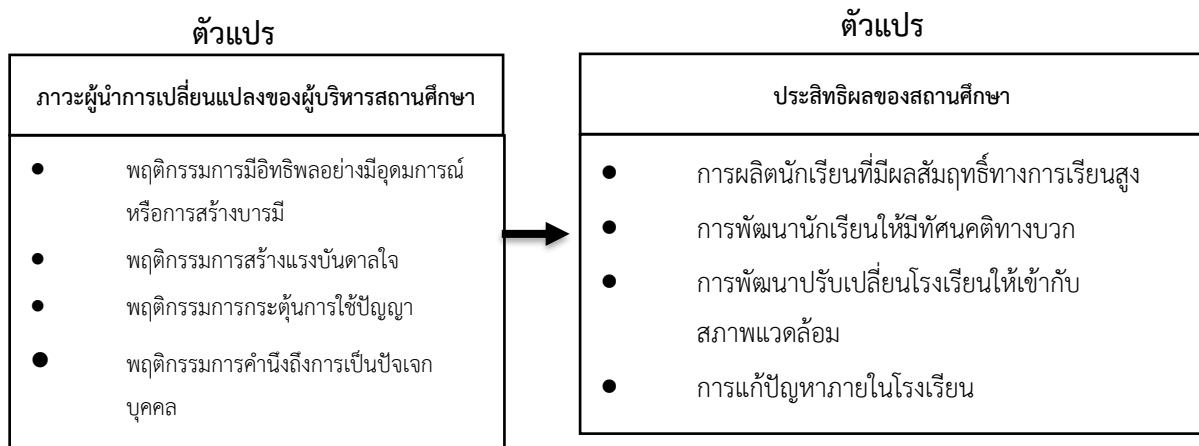 ตัวแปร
ภาวะผู้นำการเปลี่ยนแปลงของผู้บริหารสถานศึกษา
● พฤติกรรมการมีอิทธิพลอย่างมีอุดมการณ์
หรือการสร้างบารมี
● พฤติกรรมการสร้างแรงบันดาลใจ
● พฤติกรรมการกระตุ้นการใช้ปัญญา
● พฤติกรรมการคำนึงถึงการเป็นปัจเจก
บุคคล
ตัวแปร
ประสิทธิผลของสถานศึกษา
● การผลิตนักเรียนที่มีผลสัมฤทธิ์ทางการเรียนสูง
● การพัฒนานักเรียนให้มีทัศนคติทางบวก
● การพัฒนาปรับเปลี่ยนโรงเรียนให้เข้ากับ
สภาพแวดล้อม
● การแก้ปัญหาภายในโรงเรียน